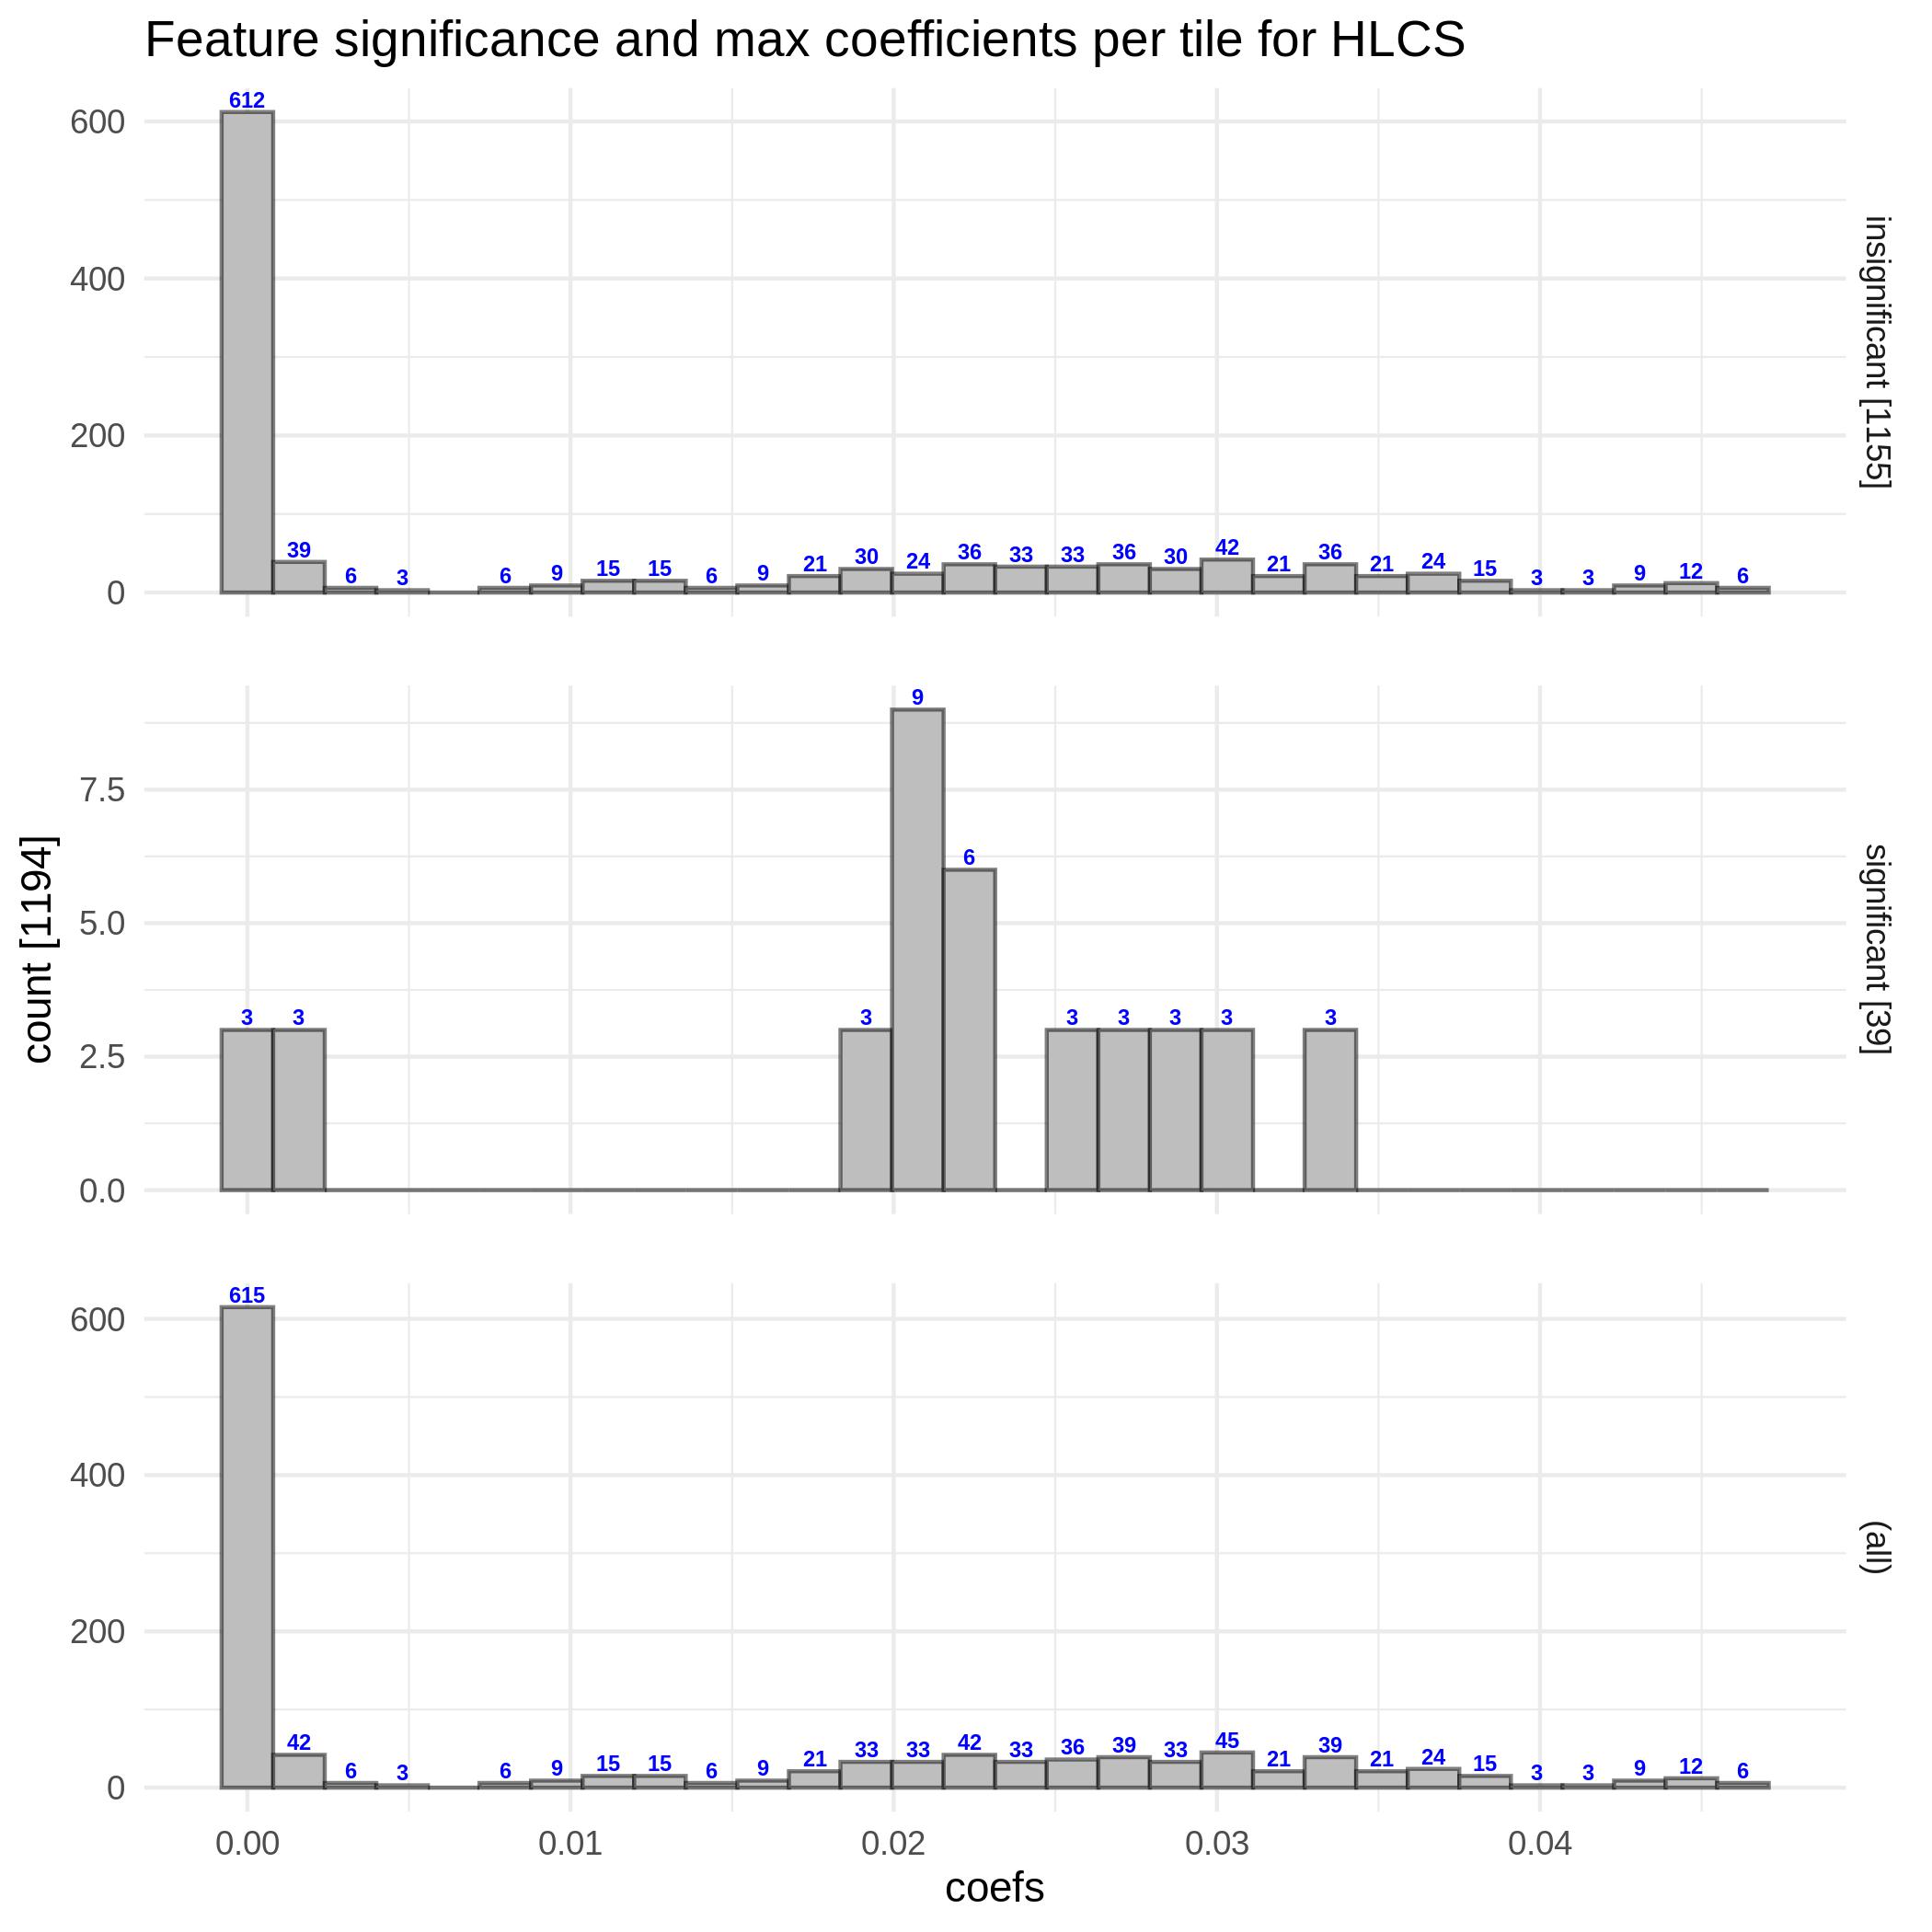 Feature significance and max coefficients per tile for HLCS
count [1194]
612
600
400
200
0
39 6 3 6 9 15 15 6 9 21 30 24 36 33 33 36 30 42 21 36 21 24 15 3 3 9 12 6
insignificant [1155]
9
7.5
6
5.0
3 3 3 3 3 3 3 3
2.5
0.0
significant [39]
615
600
400
200
0
42 6 3 6 9 15 15 6 9 21 33 33 42 33 36 39 33 45 21 39 21 24 15 3 3 9 12 6
(all)
0.00 0.01 0.02 0.03 0.04
coefs